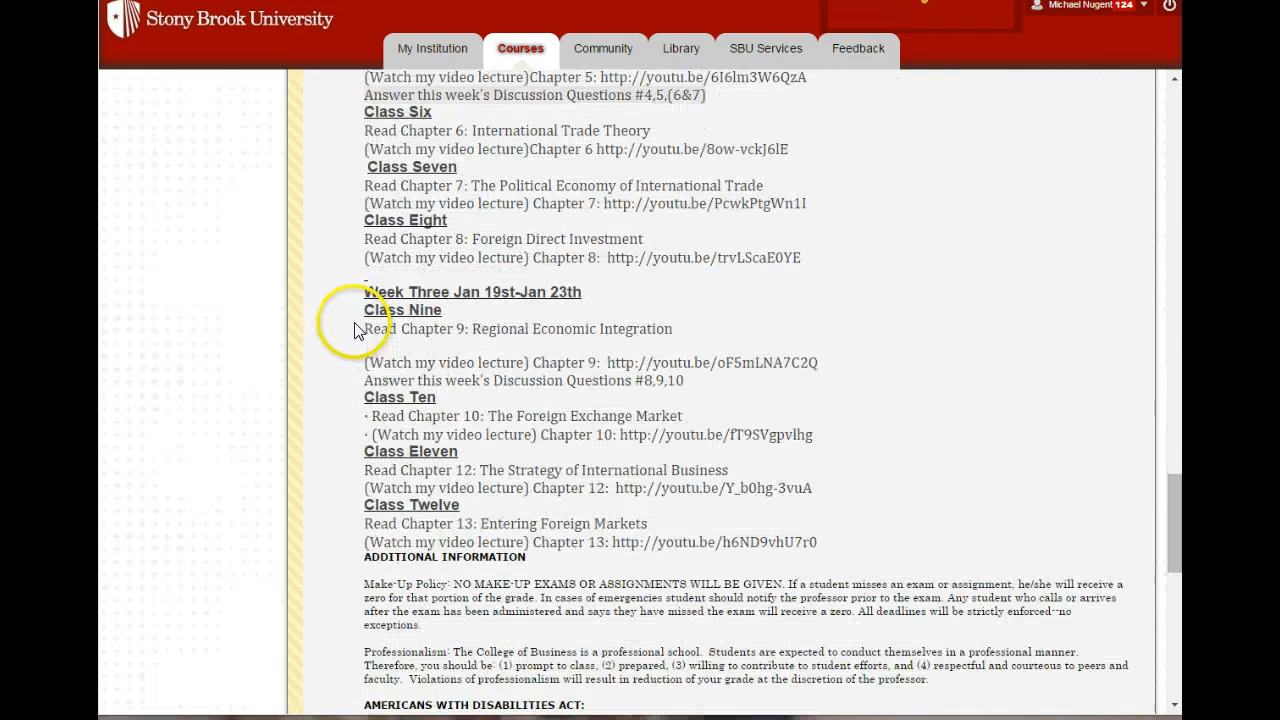 Stony Brook University
Michael Nugent 124
My Institution
Courses
Community
Library
SBU Services
Feedback
(Watch my video lecture)Chapter 5: http://youtu.be/6I6lm3W6QzA
Answer this week's Discussion Questions #4,5,(6&7)
Class Six
Read Chapter 6: International Trade Theory
(Watch my video lecture)Chapter 6 http://youtu.be/8ow-vckJ6lE
Class Seven
Read Chapter 7: The Political Economy of International Trade
(Watch my video lecture) Chapter 7: http://youtu.be/PcwkPtgWn1I
Class Eight
Read Chapter 8: Foreign Direct Investment
(Watch my video lecture) Chapter 8:  http://youtu.be/trvLScaE0YE
Week Three Jan 19st-Jan 23th
Class Nine
Read Chapter 9: Regional Economic Integration
(Watch my video lecture) Chapter 9:  http://youtu.be/oF5mLNA7C2Q
Answer this week's Discussion Questions #8,9,10
Class Ten
· Read Chapter 10: The Foreign Exchange Market
· (Watch my video lecture) Chapter 10: http://youtu.be/fT9SVgpvlhg
Class Eleven
Read Chapter 12: The Strategy of International Business
(Watch my video lecture) Chapter 12:  http://youtu.be/Y_b0hg-3vuA
Class Twelve
Read Chapter 13: Entering Foreign Markets
(Watch my video lecture) Chapter 13: http://youtu.be/h6ND9vhU7r0
ADDITIONAL INFORMATION
Make-Up Policy: NO MAKE-UP EXAMS OR ASSIGNMENTS WILL BE GIVEN. If a student misses an exam or assignment, he/she will receive a
zero for that portion of the grade. In cases of emergencies student should notify the professor prior to the exam. Any student who calls or arrives
after the exam has been administered and says they have missed the exam will receive a zero. All deadlines will be strictly enforced--no
exceptions.
Professionalism: The College of Business is a professional school.  Students are expected to conduct themselves in a professional manner.
Therefore, you should be: (1) prompt to class, (2) prepared, (3) willing to contribute to student efforts, and (4) respectful and courteous to peers and
faculty.  Violations of professionalism will result in reduction of your grade at the discretion of the professor.
AMERICANS WITH DISABILITIES ACT: